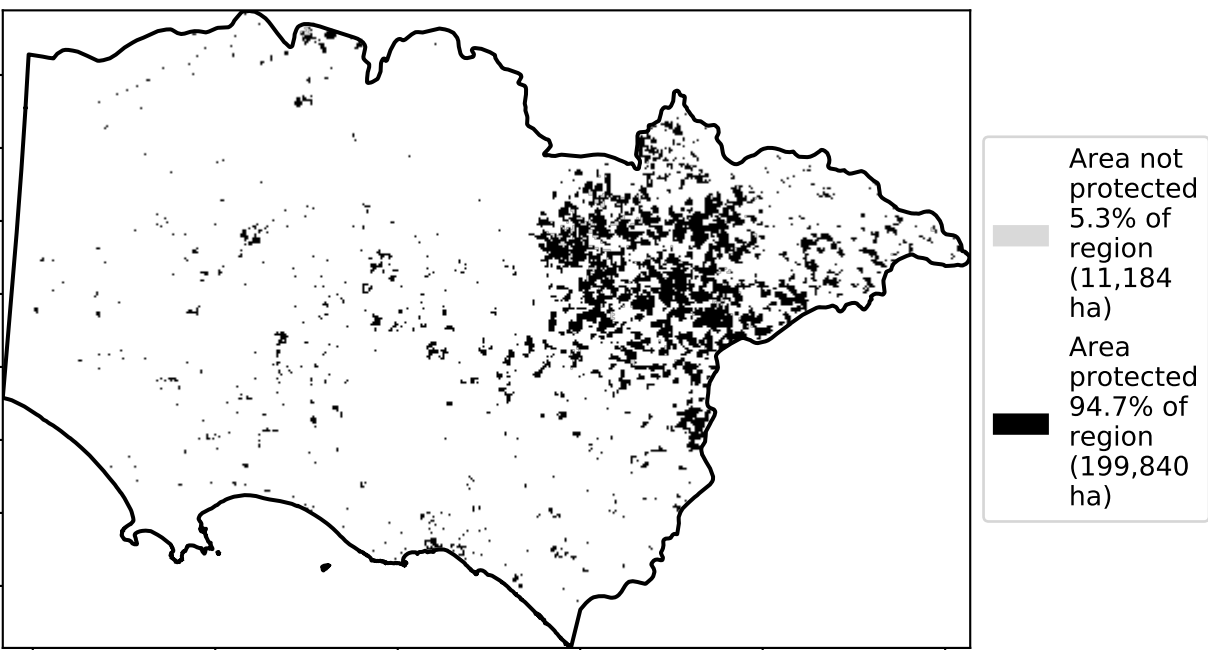 Area not
protected
5.3% of
region
(11,184
ha)
Area
protected
94.7% of
region
(199,840
ha)